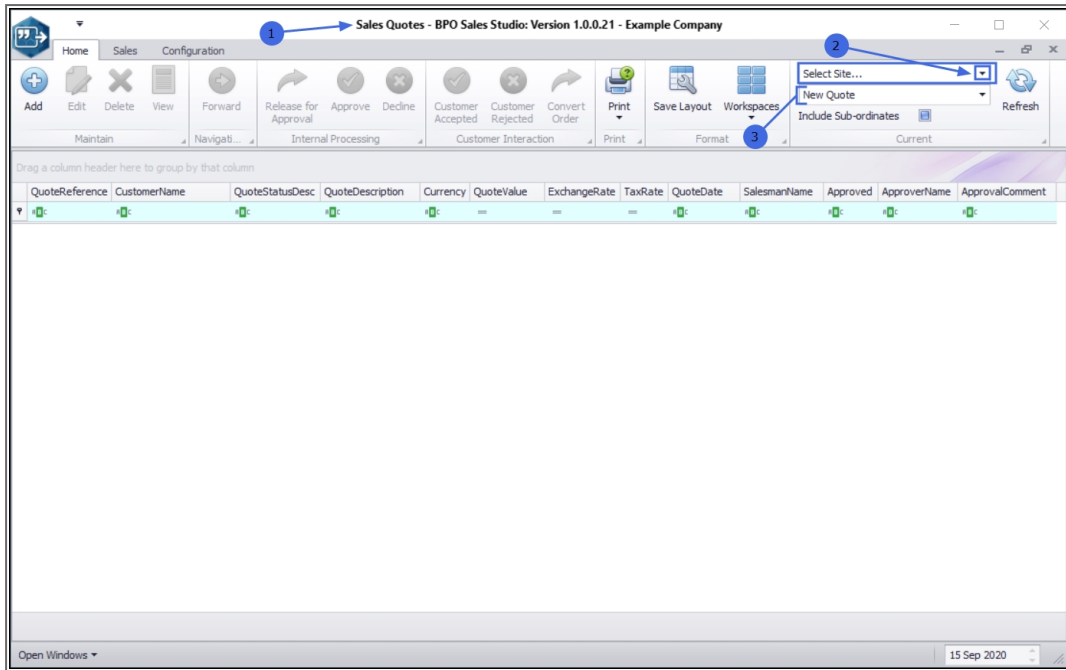 Sales Quotes - BPO Sales Studio: Version 1.0.0.21 - Example Company
1
2
Home Sales Configuration
Add Edit Delete View Forward Release for Approval Approve Decline Customer Accepted Customer Rejected Convert Order Print Save Layout Workspaces Refresh
Select Site...
New Quote
Include Sub-ordinates
3
Maintain Navigati... Internal Processing Customer Interaction Print Format Current
Drag a column header here to group by that column
QuoteReference CustomerName QuoteStatusDesc QuoteDescription Currency QuoteValue ExchangeRate TaxRate QuoteDate SalesmanName Approved ApproverName ApprovalComment
Open Windows 15 Sep 2020